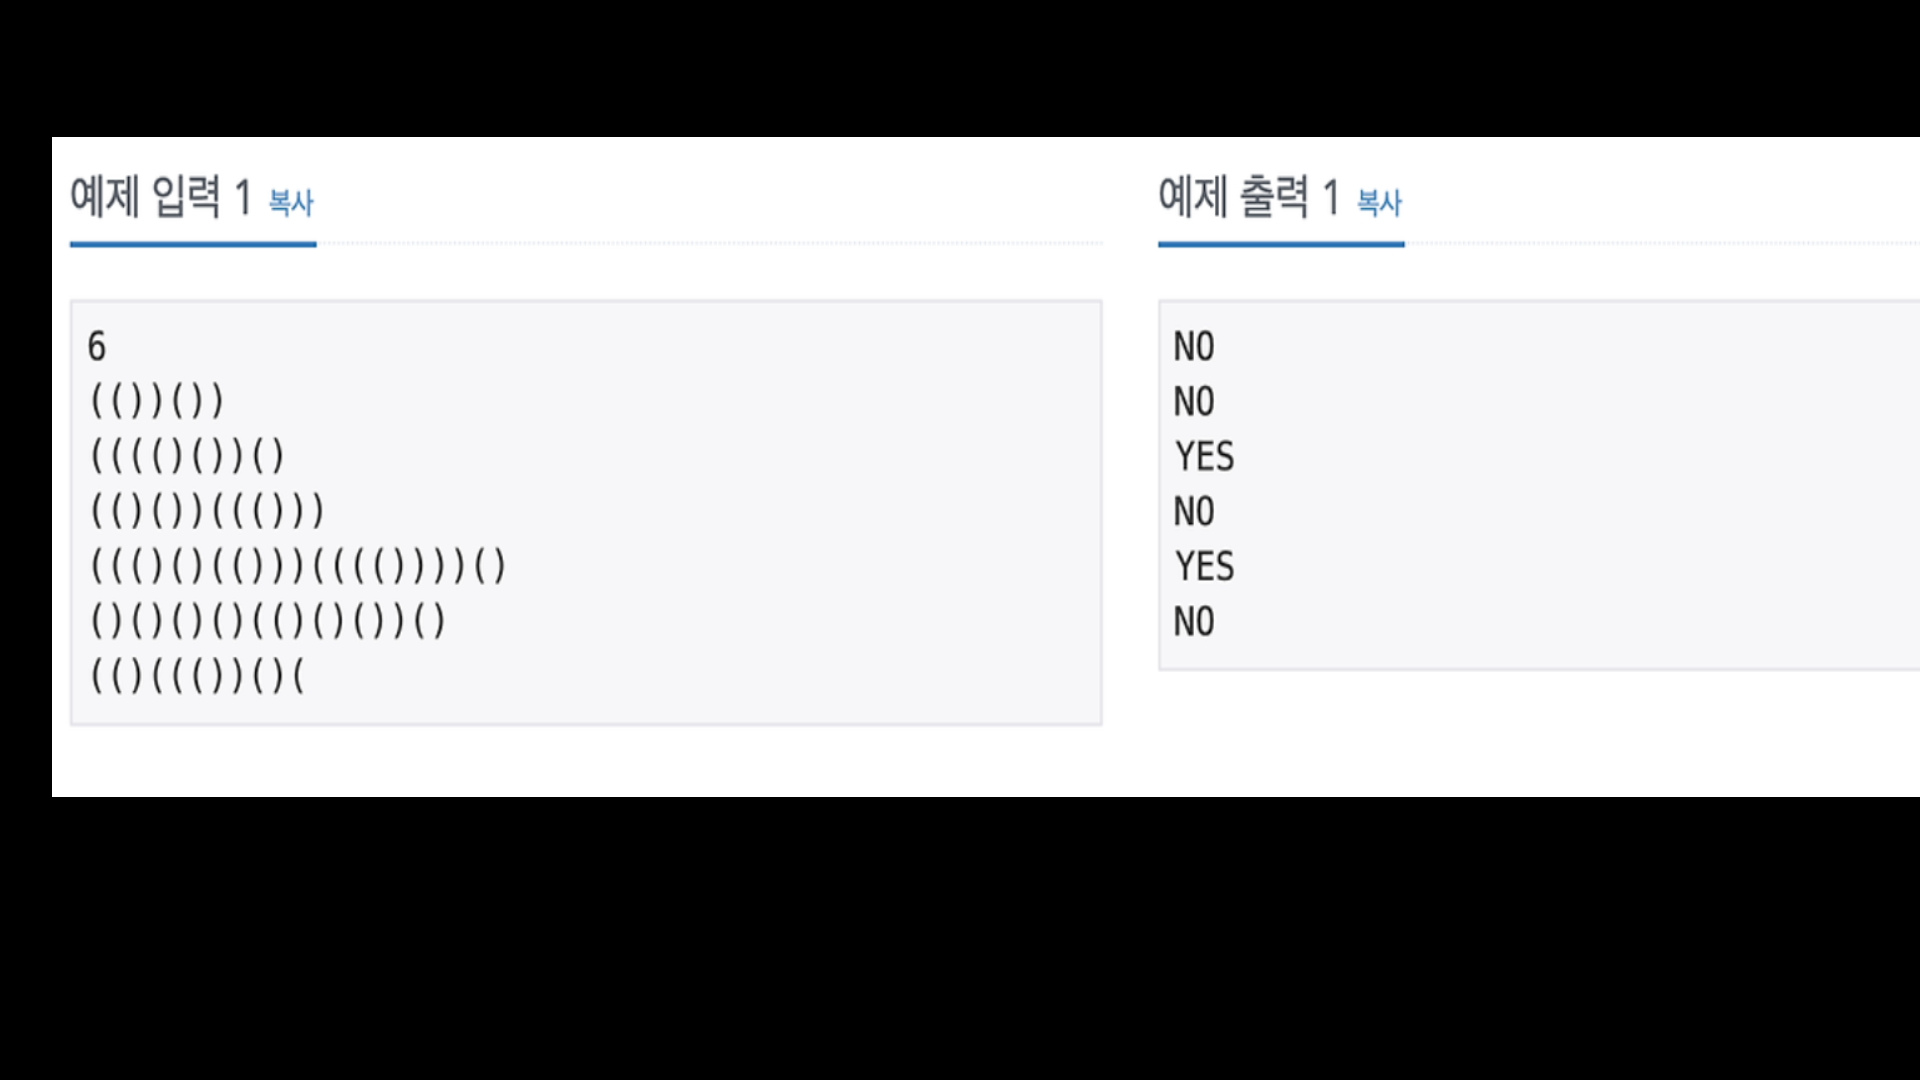 예제 입력 1 복사
6
(())())
(((()())()
(()())((()))
((()()(()))(((())))()
()()()()(()()())()
(()((())()(
예제 출력 1 복사
NO
NO
YES
NO
YES
NO